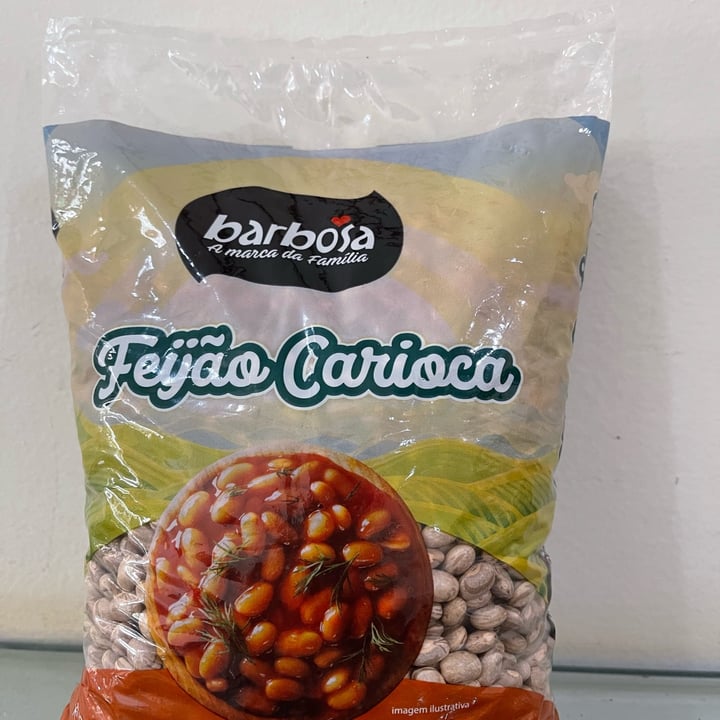 barbosa
A marca da Família
Feijão Carioca
imagem ilustrativa